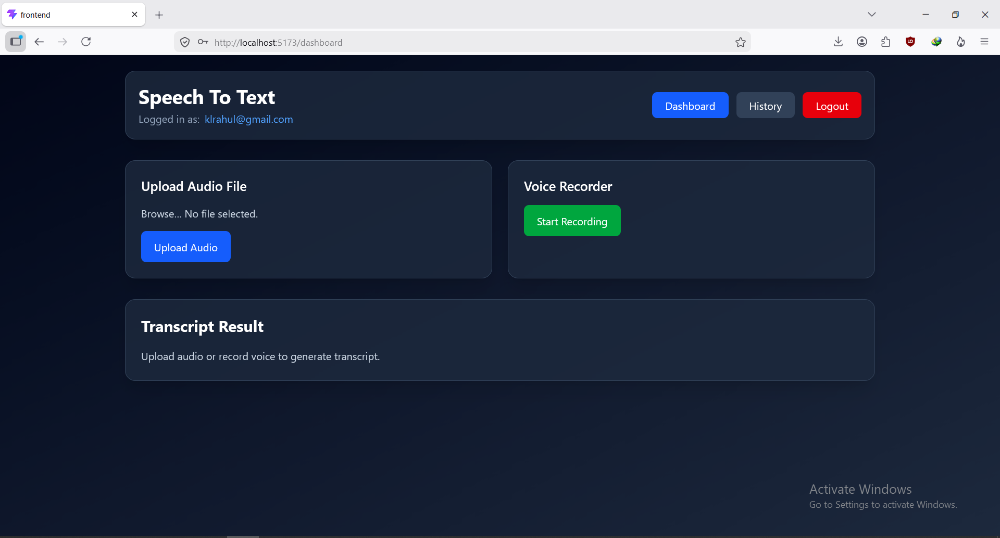 frontend
http://localhost:5173/dashboard
Speech To Text
Logged in as: klrahul@gmail.com
Dashboard
History
Logout
Upload Audio File
Browse... No file selected.
Upload Audio
Voice Recorder
Start Recording
Transcript Result
Upload audio or record voice to generate transcript.
Activate Windows
Go to Settings to activate Windows.